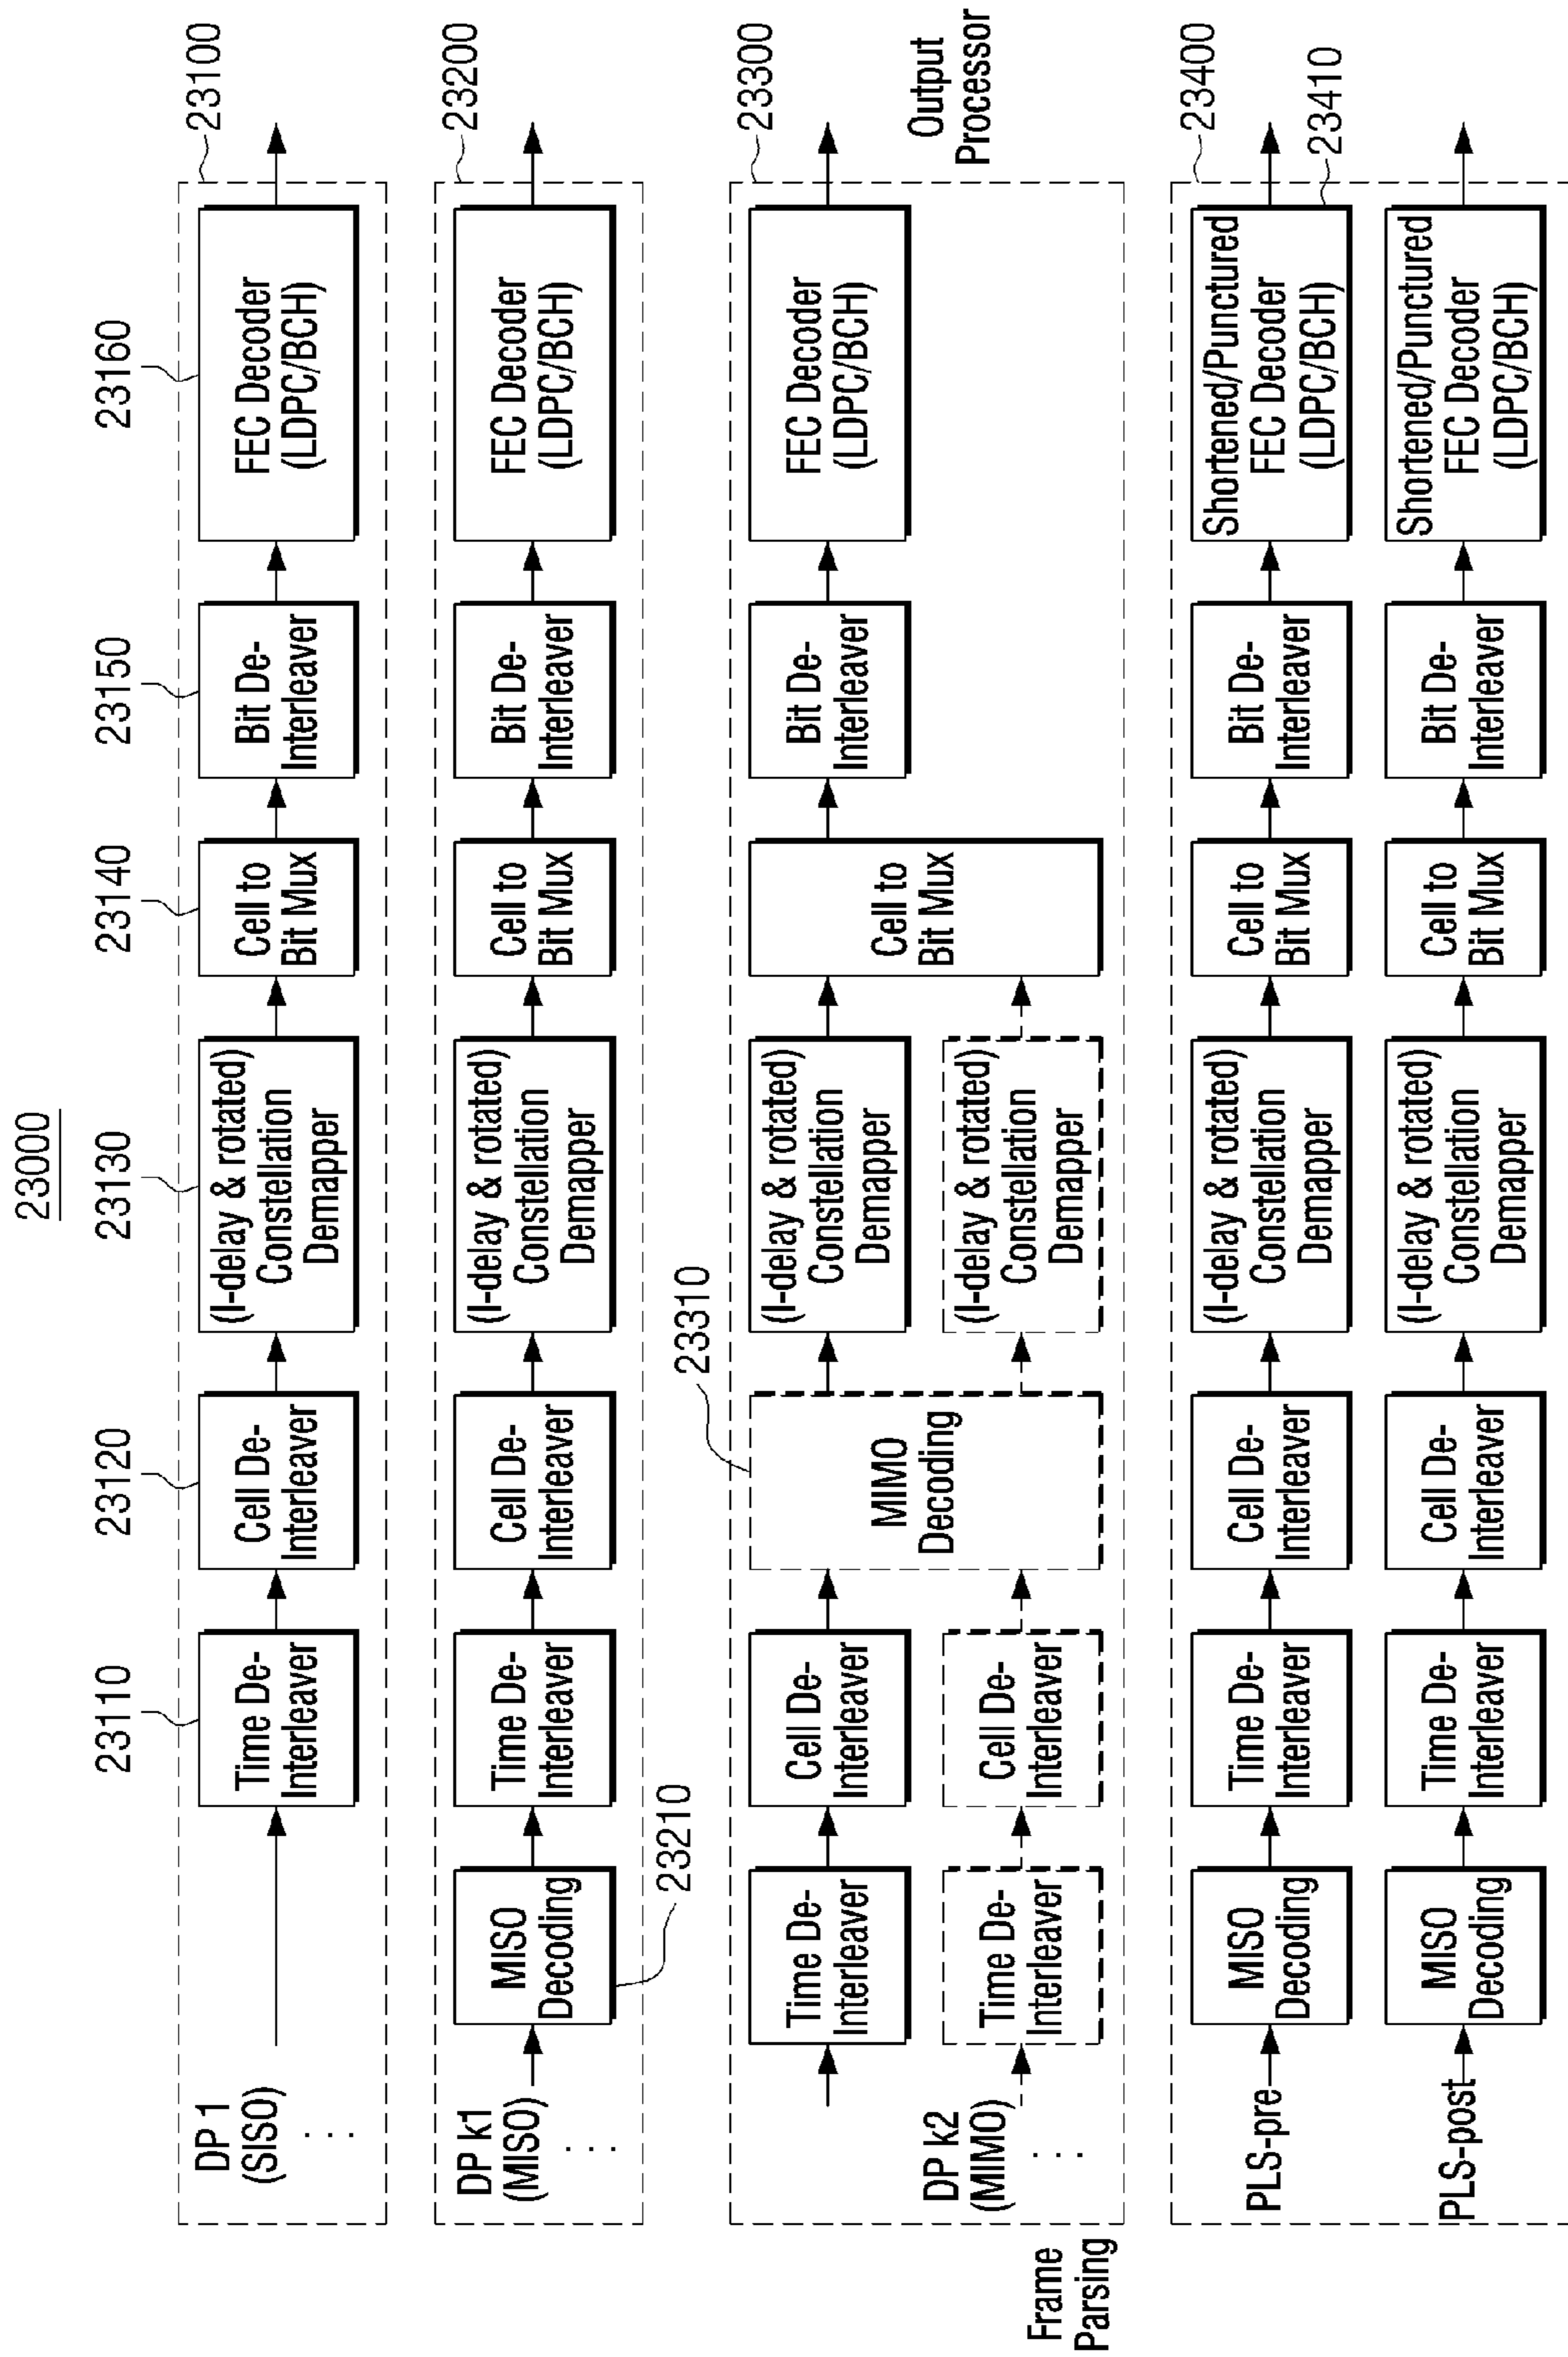 23000
23110
23120
23130
23140
23150
23160
23100
DP 1
(SISO)
. . .
Time De-
Interleaver
Cell De-
Interleaver
(I-delay & rotated)
Constellation
Demapper
Cell to
Bit Mux
Bit De-
Interleaver
FEC Decoder
(LDPC/BCH)
23200
DP k1
(MISO)
. . .
MISO
Decoding
23210
Time De-
Interleaver
Cell De-
Interleaver
(I-delay & rotated)
Constellation
Demapper
Cell to
Bit Mux
Bit De-
Interleaver
FEC Decoder
(LDPC/BCH)
23300
23310
Frame
Parsing
DP k2
(MIMO)
. . .
Time De-
Interleaver
Cell De-
Interleaver
Time De-
Interleaver
Cell De-
Interleaver
MIMO
Decoding
(I-delay & rotated)
Constellation
Demapper
(I-delay & rotated)
Constellation
Demapper
Cell to
Bit Mux
Bit De-
Interleaver
FEC Decoder
(LDPC/BCH)
Output
Processor
23400
23410
PLS-pre
MISO
Decoding
Time De-
Interleaver
Cell De-
Interleaver
(I-delay & rotated)
Constellation
Demapper
Cell to
Bit Mux
Bit De-
Interleaver
Shortened/Punctured
FEC Decoder
(LDPC/BCH)
PLS-post
MISO
Decoding
Time De-
Interleaver
Cell De-
Interleaver
(I-delay & rotated)
Constellation
Demapper
Cell to
Bit Mux
Bit De-
Interleaver
Shortened/Punctured
FEC Decoder
(LDPC/BCH)